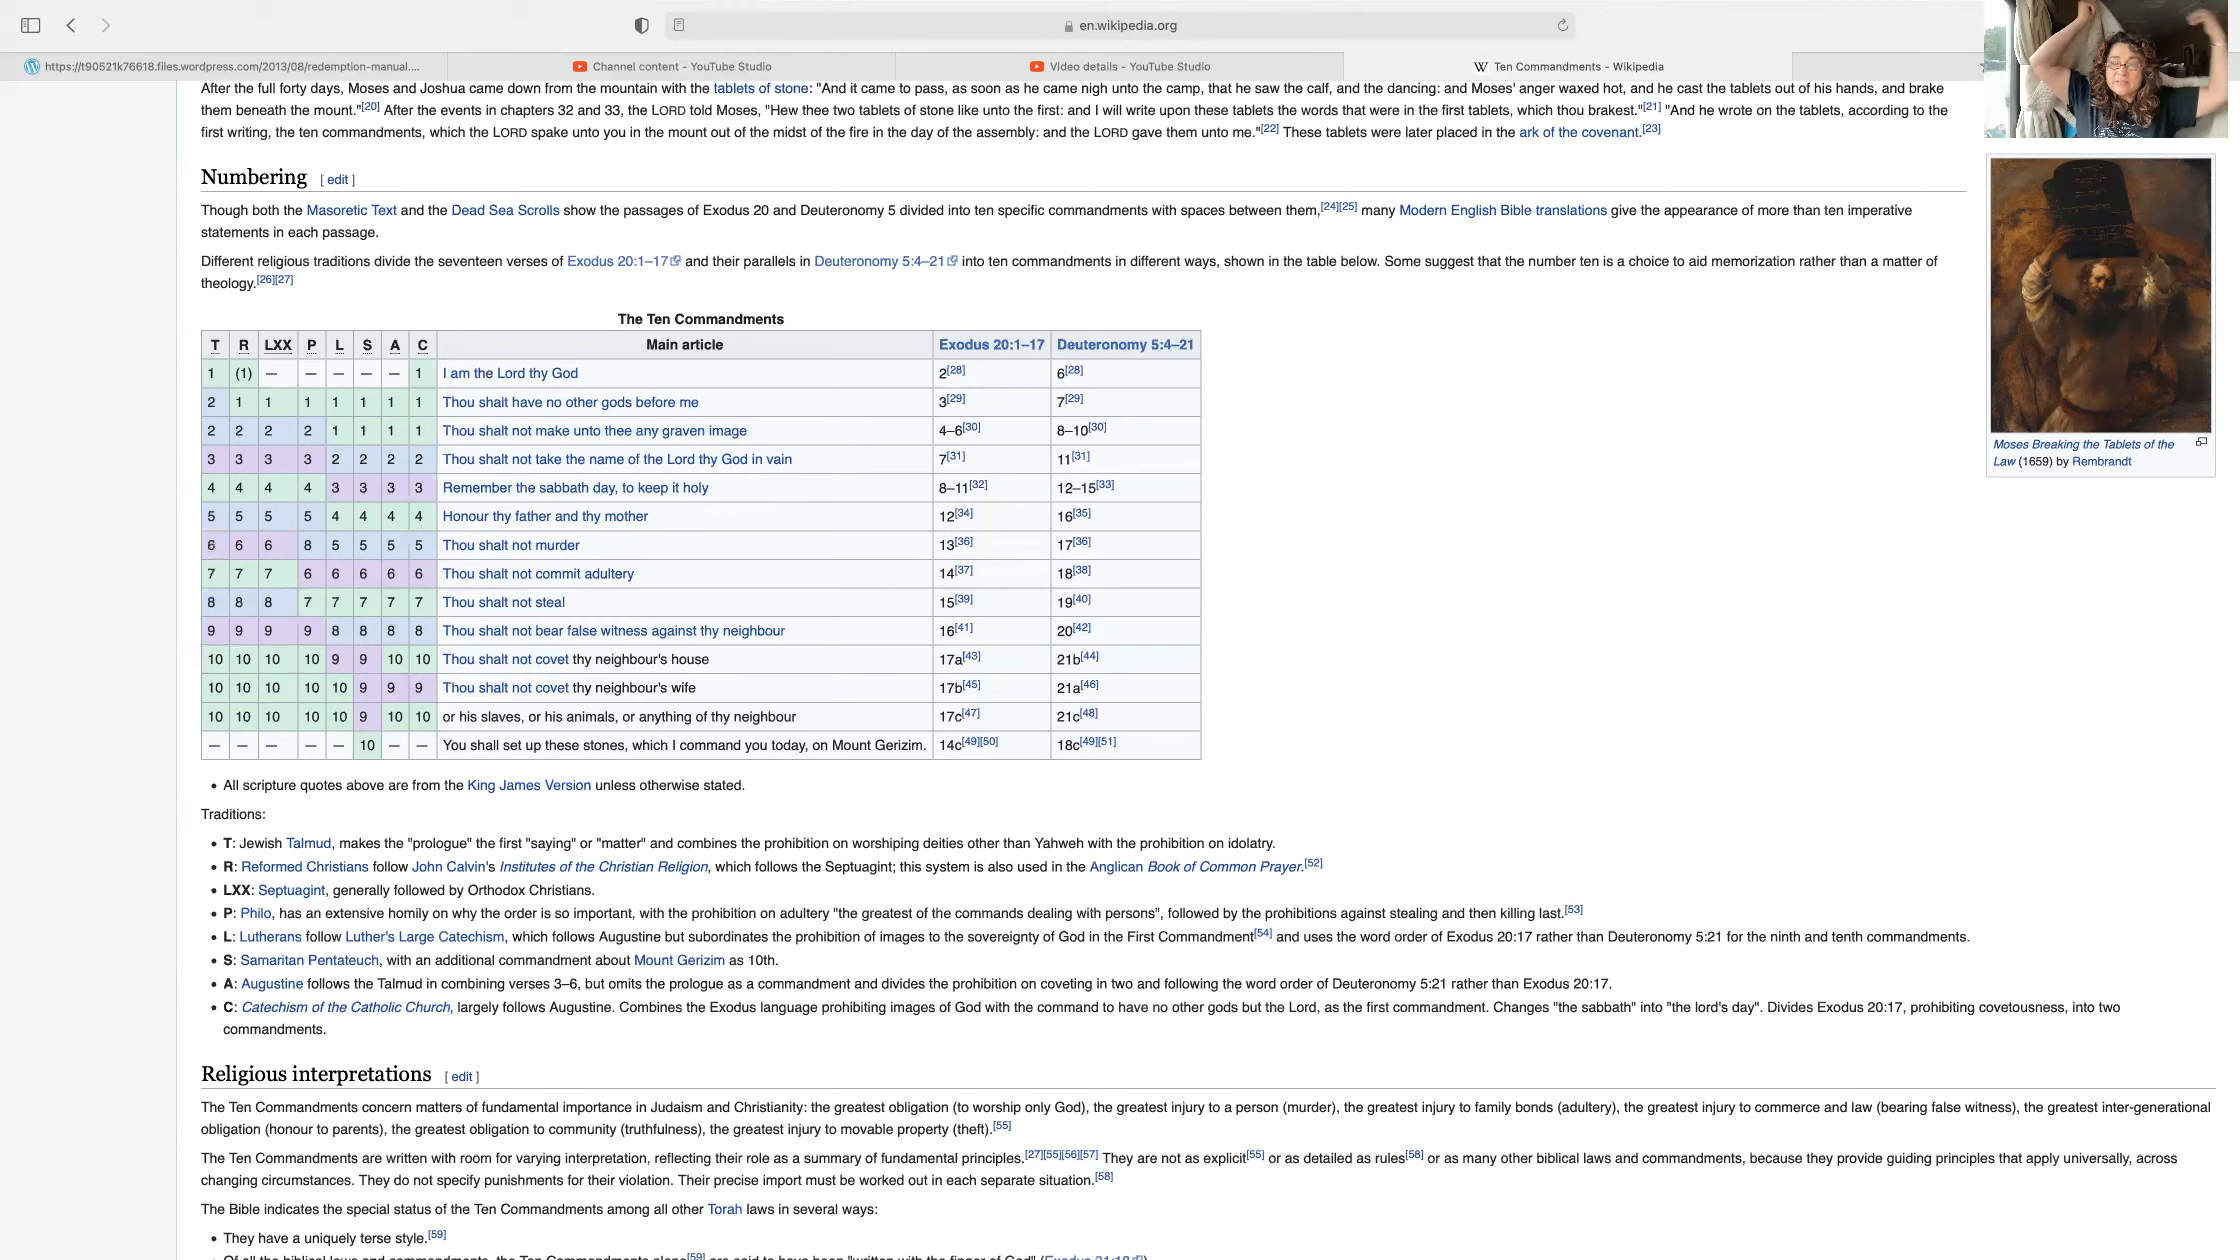 en.wikipedia.org
https://t90521k76618.files.wordpress.com/2013/08/redemption-manual....
Channel content - YouTube Studio
Video details - YouTube Studio
W Ten Commandments - Wikipedia
After the full forty days, Moses and Joshua came down from the mountain with the tablets of stone: "And it came to pass, as soon as he came nigh unto the camp, that he saw the calf, and the dancing: and Moses' anger waxed hot, and he cast the tablets out of his hands, and brake
them beneath the mount."[20] After the events in chapters 32 and 33, the LORD told Moses, "Hew thee two tablets of stone like unto the first: and I will write upon these tablets the words that were in the first tablets, which thou brakest."[21] "And he wrote on the tablets, according to the
first writing, the ten commandments, which the LORD spake unto you in the mount out of the midst of the fire in the day of the assembly: and the LORD gave them unto me."[22] These tablets were later placed in the ark of the covenant.[23]
Numbering [ edit ]
Though both the Masoretic Text and the Dead Sea Scrolls show the passages of Exodus 20 and Deuteronomy 5 divided into ten specific commandments with spaces between them,[24][25] many Modern English Bible translations give the appearance of more than ten imperative
statements in each passage.
Different religious traditions divide the seventeen verses of Exodus 20:1–17 and their parallels in Deuteronomy 5:4–21 into ten commandments in different ways, shown in the table below. Some suggest that the number ten is a choice to aid memorization rather than a matter of
theology.[26][27]
The Ten Commandments
T R LXX P L S A C Main article Exodus 20:1–17 Deuteronomy 5:4–21
1 (1) — — — — — 1 I am the Lord thy God 2[28] 6[28]
2 1 1 1 1 1 1 1 Thou shalt have no other gods before me 3[29] 7[29]
2 2 2 2 1 1 1 1 Thou shalt not make unto thee any graven image 4–6[30] 8–10[30]
3 3 3 3 2 2 2 2 Thou shalt not take the name of the Lord thy God in vain 7[31] 11[31]
4 4 4 4 3 3 3 3 Remember the sabbath day, to keep it holy 8–11[32] 12–15[33]
5 5 5 5 4 4 4 4 Honour thy father and thy mother 12[34] 16[35]
6 6 6 8 5 5 5 5 Thou shalt not murder 13[36] 17[36]
7 7 7 6 6 6 6 6 Thou shalt not commit adultery 14[37] 18[38]
8 8 8 7 7 7 7 7 Thou shalt not steal 15[39] 19[40]
9 9 9 9 8 8 8 8 Thou shalt not bear false witness against thy neighbour 16[41] 20[42]
10 10 10 10 9 9 10 10 Thou shalt not covet thy neighbour's house 17a[43] 21b[44]
10 10 10 10 10 9 9 9 Thou shalt not covet thy neighbour's wife 17b[45] 21a[46]
10 10 10 10 10 9 10 10 or his slaves, or his animals, or anything of thy neighbour 17c[47] 21c[48]
— — — — — 10 — — You shall set up these stones, which I command you today, on Mount Gerizim. 14c[49][50] 18c[49][51]
Moses Breaking the Tablets of the
Law (1659) by Rembrandt
• All scripture quotes above are from the King James Version unless otherwise stated.
Traditions:
• T: Jewish Talmud, makes the "prologue" the first "saying" or "matter" and combines the prohibition on worshiping deities other than Yahweh with the prohibition on idolatry.
• R: Reformed Christians follow John Calvin's Institutes of the Christian Religion, which follows the Septuagint; this system is also used in the Anglican Book of Common Prayer.[52]
• LXX: Septuagint, generally followed by Orthodox Christians.
• P: Philo, has an extensive homily on why the order is so important, with the prohibition on adultery "the greatest of the commands dealing with persons", followed by the prohibitions against stealing and then killing last.[53]
• L: Lutherans follow Luther's Large Catechism, which follows Augustine but subordinates the prohibition of images to the sovereignty of God in the First Commandment[54] and uses the word order of Exodus 20:17 rather than Deuteronomy 5:21 for the ninth and tenth commandments.
• S: Samaritan Pentateuch, with an additional commandment about Mount Gerizim as 10th.
• A: Augustine follows the Talmud in combining verses 3–6, but omits the prologue as a commandment and divides the prohibition on coveting in two and following the word order of Deuteronomy 5:21 rather than Exodus 20:17.
• C: Catechism of the Catholic Church, largely follows Augustine. Combines the Exodus language prohibiting images of God with the command to have no other gods but the Lord, as the first commandment. Changes "the sabbath" into "the lord's day". Divides Exodus 20:17, prohibiting covetousness, into two
commandments.
Religious interpretations [ edit ]
The Ten Commandments concern matters of fundamental importance in Judaism and Christianity: the greatest obligation (to worship only God), the greatest injury to a person (murder), the greatest injury to family bonds (adultery), the greatest injury to commerce and law (bearing false witness), the greatest inter-generational
obligation (honour to parents), the greatest obligation to community (truthfulness), the greatest injury to movable property (theft).[55]
The Ten Commandments are written with room for varying interpretation, reflecting their role as a summary of fundamental principles.[27][55][56][57] They are not as explicit[55] or as detailed as rules[58] or as many other biblical laws and commandments, because they provide guiding principles that apply universally, across
changing circumstances. They do not specify punishments for their violation. Their precise import must be worked out in each separate situation.[58]
The Bible indicates the special status of the Ten Commandments among all other Torah laws in several ways:
• They have a uniquely terse style.[59]
• Of all the biblical laws and commandments, the Ten Commandments alone[59] are said to have been "written with the finger of God" (Exodus 31:18).